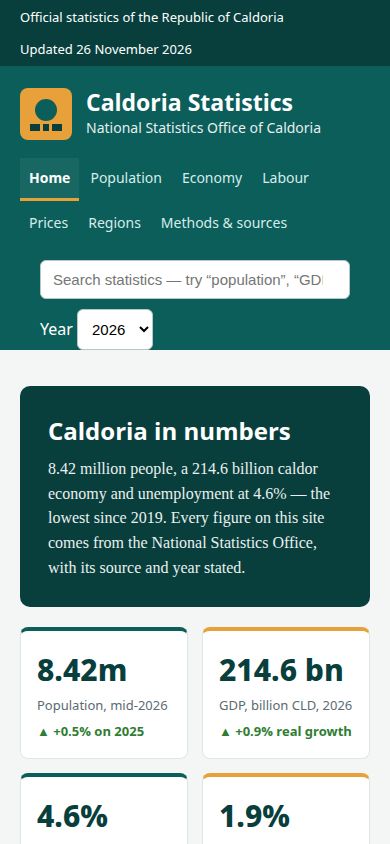 Official statistics of the Republic of Caldoria
Updated 26 November 2026
Caldoria Statistics
National Statistics Office of Caldoria
Home Population Economy Labour
Prices Regions Methods & sources
Search statistics — try “population”, “GD
Year 2026
Caldoria in numbers
8.42 million people, a 214.6 billion caldor
economy and unemployment at 4.6% — the
lowest since 2019. Every figure on this site
comes from the National Statistics Office,
with its source and year stated.
8.42m
Population, mid-2026
▲ +0.5% on 2025
214.6 bn
GDP, billion CLD, 2026
▲ +0.9% real growth
4.6%
1.9%